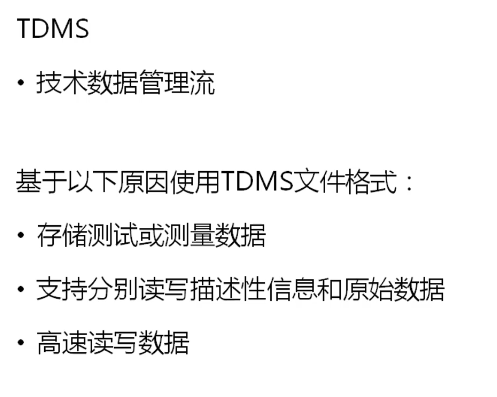 TDMS
• 技术数据管理流
基于以下原因使用TDMS文件格式：
• 存储测试或测量数据
• 支持分别读写描述性信息和原始数据
• 高速读写数据